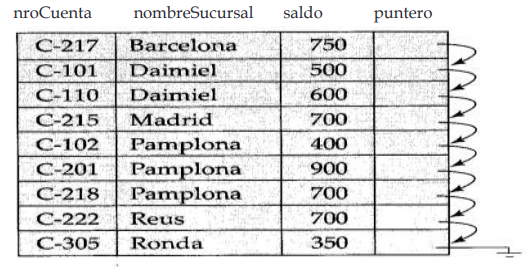 nroCuenta nombreSucursal saldo puntero
C-217 Barcelona 750
C-101 Daimiel 500
C-110 Daimiel 600
C-215 Madrid 700
C-102 Pamplona 400
C-201 Pamplona 900
C-218 Pamplona 700
C-222 Reus 700
C-305 Ronda 350